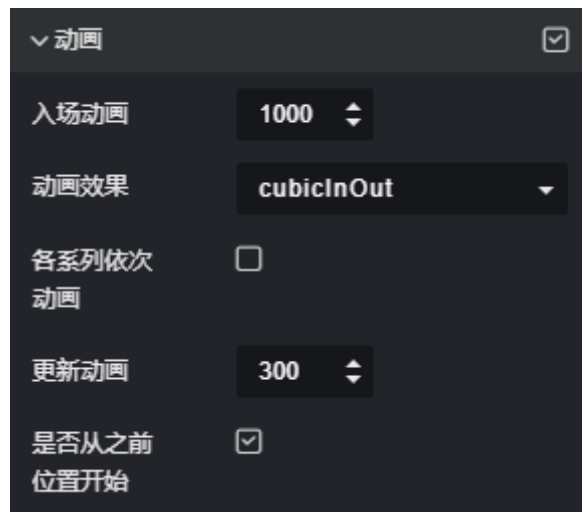 动画
入场动画 1000
动画效果 cubicInOut
各系列依次
动画
更新动画 300
是否从之前
位置开始